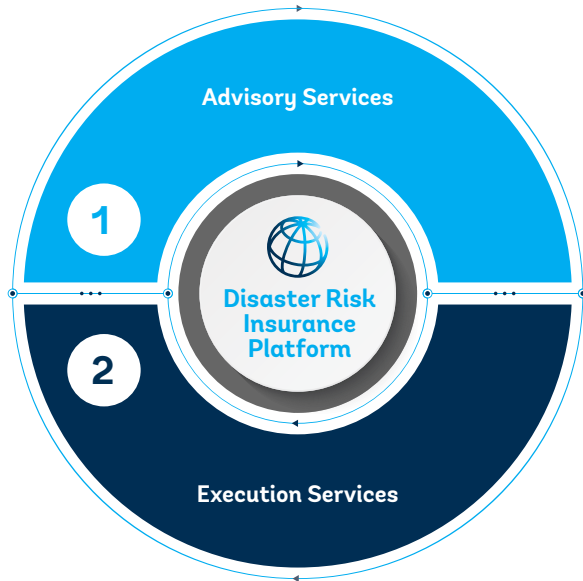 Advisory Services
1
Disaster Risk
Insurance
Platform
2
Execution Services